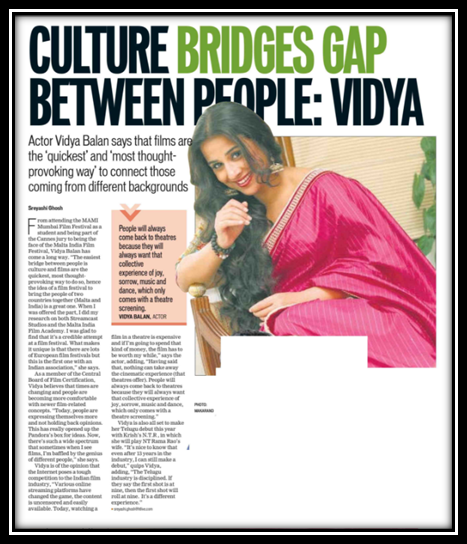 CULTURE BRIDGES GAP
BETWEEN PEOPLE: VIDYA
Actor Vidya Balan says that films are
the ‘quickest’ and ‘most thought-
provoking way’ to connect those
coming from different backgrounds
Sreyashi Ghosh
From attending the MAMI
Mumbai Film Festival as a
student and being part of
the Cannes jury to being the
face of the Malta India Film
Festival, Vidya Balan has
come a long way. “The easiest
bridge between people is
culture and films are the
quickest, most thought-
provoking way to do so, hence
the idea of a film festival to
bring the people of two
countries together (Malta and
India) is a great one. When I
was offered the part, I did my
research on both Streamcast
Studios and the Malta India
Film Academy. I was glad to
find that it’s a credible attempt
at a film festival. What makes
it unique is that there are lots
of European film festivals but
this is the first one with an
Indian association,” she says.
As a member of the Central
Board of Film Certification,
Vidya believes that times are
changing and people are
becoming more comfortable
with newer film-related
concepts. “Today, people are
expressing themselves more
and not holding back opinions.
This has really opened up the
Pandora’s box for ideas. Now,
there’s such a wide spectrum
that sometimes when I see
films, I’m baffled by the genius
of different people,” she says.
Vidya is of the opinion that
the Internet poses a tough
competition to the Indian film
industry, “Various online
streaming platforms have
changed the game, the content
is uncensored and easily
available. Today, watching a
People will always
come back to theatres
because they will
always want that
collective
experience of joy,
sorrow, music and
dance, which only
comes with a theatre
screening.
VIDYA BALAN, ACTOR
film in a theatre is expensive
and if I’m going to spend that
kind of money, the film has to
be worth my while,” says the
actor, adding, “Having said
that, nothing can take away
the cinematic experience (that
theatres offer). People will
always come back to theatres
because they will always want
that collective experience of
joy, sorrow, music and dance,
which only comes with a
theatre screening.”
Vidya is also all set to make
her Telugu debut this year
with Krish’s N.T.R., in which
she will play NT Rama Rao’s
wife. “It’s nice to know that
even after 13 years in the
industry, I can still make a
debut,” quips Vidya,
adding, “The Telugu
industry is disciplined. If
they say the first shot is at
nine, then the first shot will
roll at nine. It’s a different
experience.”
PHOTO: